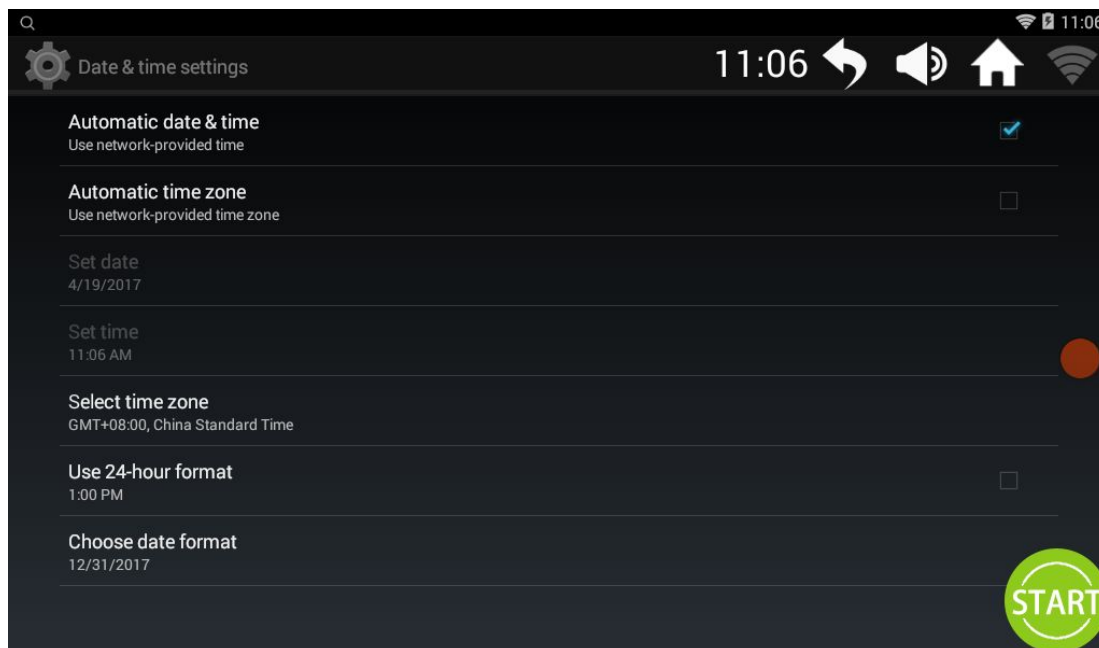 11:06
Date & time settings
11:06
Automatic date & time
Use network-provided time
Automatic time zone
Use network-provided time zone
Set date
4/19/2017
Set time
11:06 AM
Select time zone
GMT+08:00, China Standard Time
Use 24-hour format
1:00 PM
Choose date format
12/31/2017
START